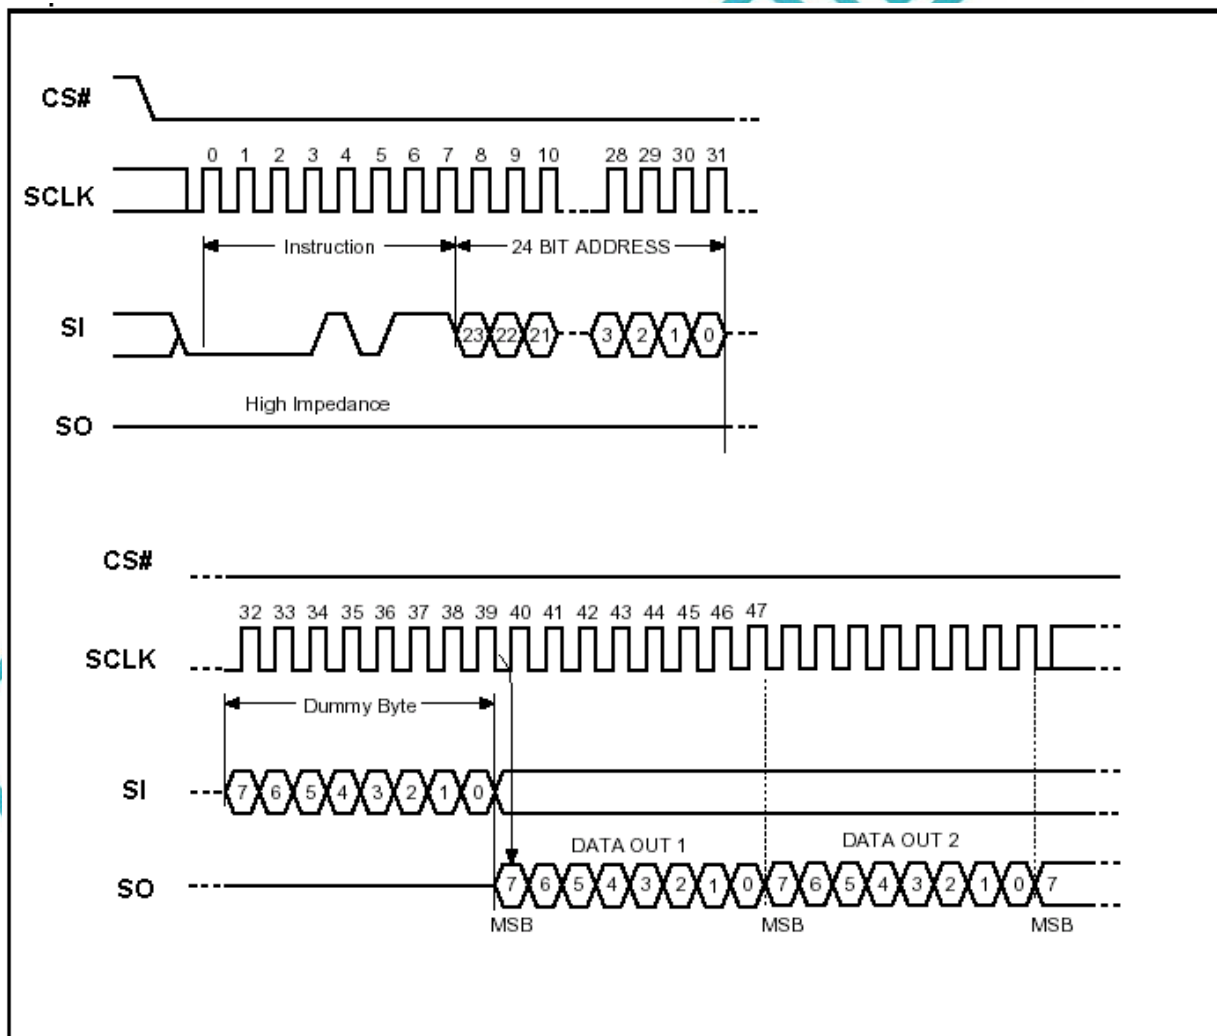 CS#
0 1 2 3 4 5 6 7 8 9 10 28 29 30 31
SCLK
Instruction 24 BIT ADDRESS
SI
23 22 21 3 2 1 0
High Impedance
SO
CS#
32 33 34 35 36 37 38 39 40 41 42 43 44 45 46 47
SCLK
Dummy Byte
SI
7 6 5 4 3 2 1 0
DATA OUT 1 DATA OUT 2
SO
7 6 5 4 3 2 1 0 7 6 5 4 3 2 1 0 7
MSB MSB MSB